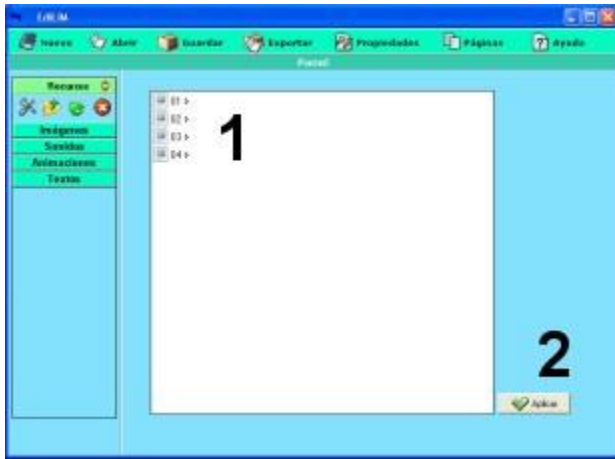 EdiLIM
Nuevo Abrir Guardar Exportar Propiedades Páginas Ayuda
Panel
Recursos
Imágenes
Sonidos
Animaciones
Textos
01 >
02 >
03 >
04 >
1
2
Aplicar